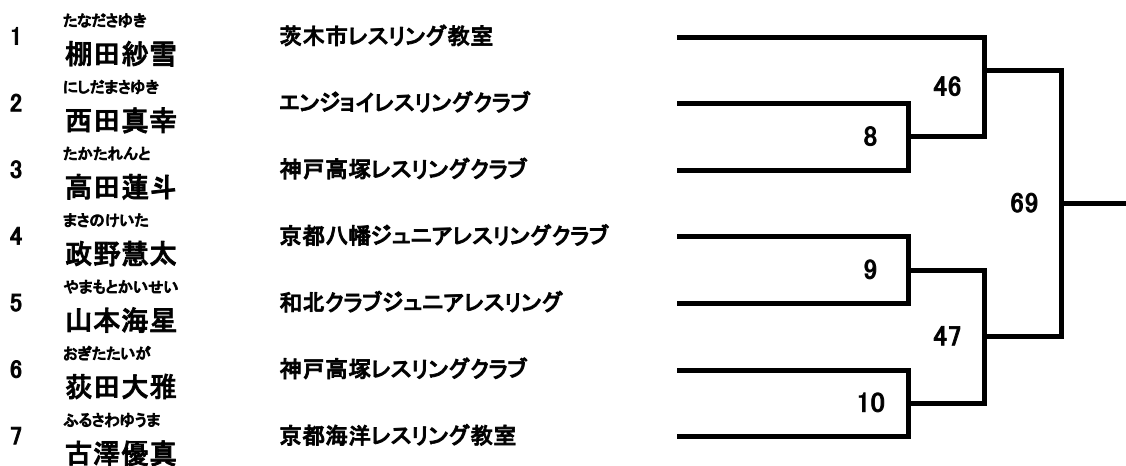 たなださゆき
1 棚田紗雪 茨木市レスリング教室
にしだまさゆき
2 西田真幸 エンジョイレスリングクラブ
たかたれんと
3 高田蓮斗 神戸高塚レスリングクラブ
まさのけいた
4 政野慧太 京都八幡ジュニアレスリングクラブ
やまもとかいせい
5 山本海星 和北クラブジュニアレスリング
おぎたたいが
6 荻田大雅 神戸高塚レスリングクラブ
ふるさわゆうま
7 古澤優真 京都海洋レスリング教室
46
8
69
9
47
10